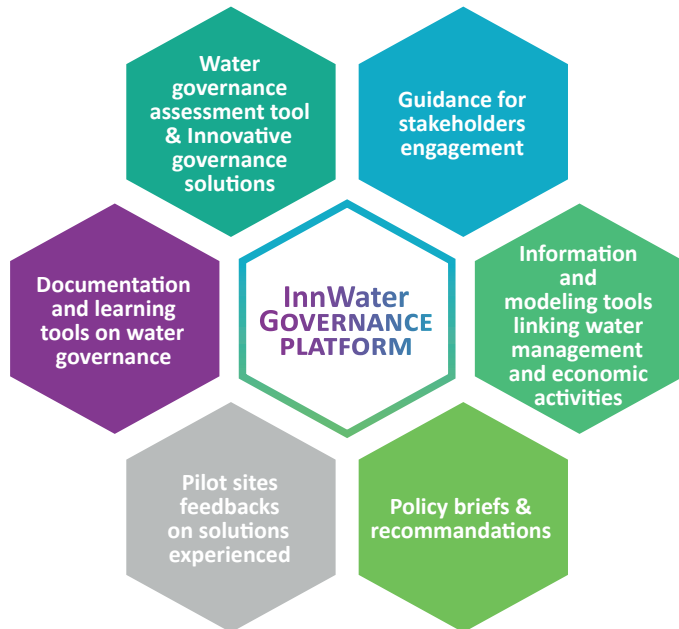 Water
governance
assessment tool
& Innovative
governance
solutions
Guidance for
stakeholders
engagement
Documentation
and learning
tools on water
governance
InnWater
GOVERNANCE
PLATFORM
Information
and
modeling tools
linking water
management
and economic
activities
Pilot sites
feedbacks
on solutions
experienced
Policy briefs &
recommandations